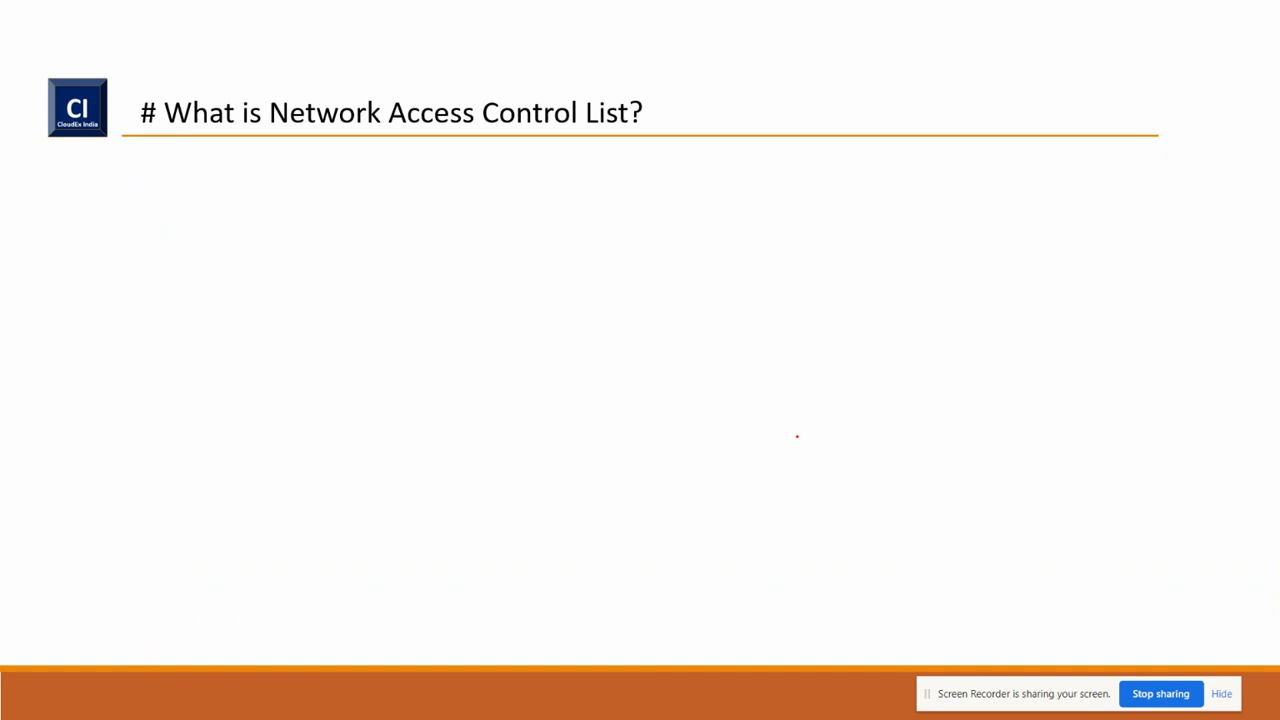 CI
CloudEx India
# What is Network Access Control List?
Screen Recorder is sharing your screen.
Stop sharing
Hide